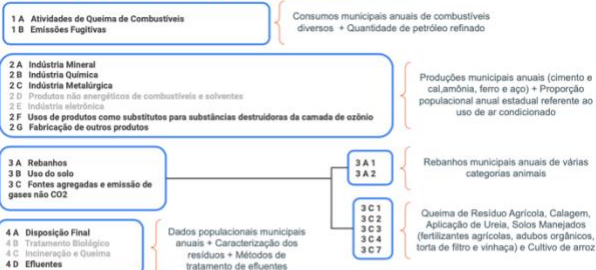 1 A Atividades de Queima de Combustíveis
1 B Emissões Fugitivas
Consumos municipais anuais de combustíveis
diversos + Quantidade de petróleo refinado
2 A Indústria Mineral
2 B Indústria Química
2 C Indústria Metalúrgica
2 D Produtos não energéticos de combustíveis e solventes
2 E Indústria eletrônica
2 F Usos de produtos como substitutos para substâncias destruidoras da camada de ozônio
2 G Fabricação de outros produtos
Produções municipais anuais (cimento e
cal,amônia, ferro e aço) + Proporção
populacional anual estadual referente ao
uso de ar condicionado
3 A Rebanhos
3 B Uso do solo
3 C Fontes agregadas e emissão de
gases não CO2
3 A 1
3 A 2
Rebanhos municipais anuais de várias
categorias animais
3 C 1
3 C 2
3 C 3
3 C 4
3 C 7
Queima de Resíduo Agrícola, Calagem,
Aplicação de Ureia, Solos Manejados
(fertilizantes agrícolas, adubos orgânicos,
torta de filtro e vinhaça) e Cultivo de arroz
4 A Disposição Final
4 B Tratamento Biológico
4 C Incineração e Queima
4 D Efluentes
Dados populacionais municipais
anuais + Caracterização dos
resíduos + Métodos de
tratamento de efluentes